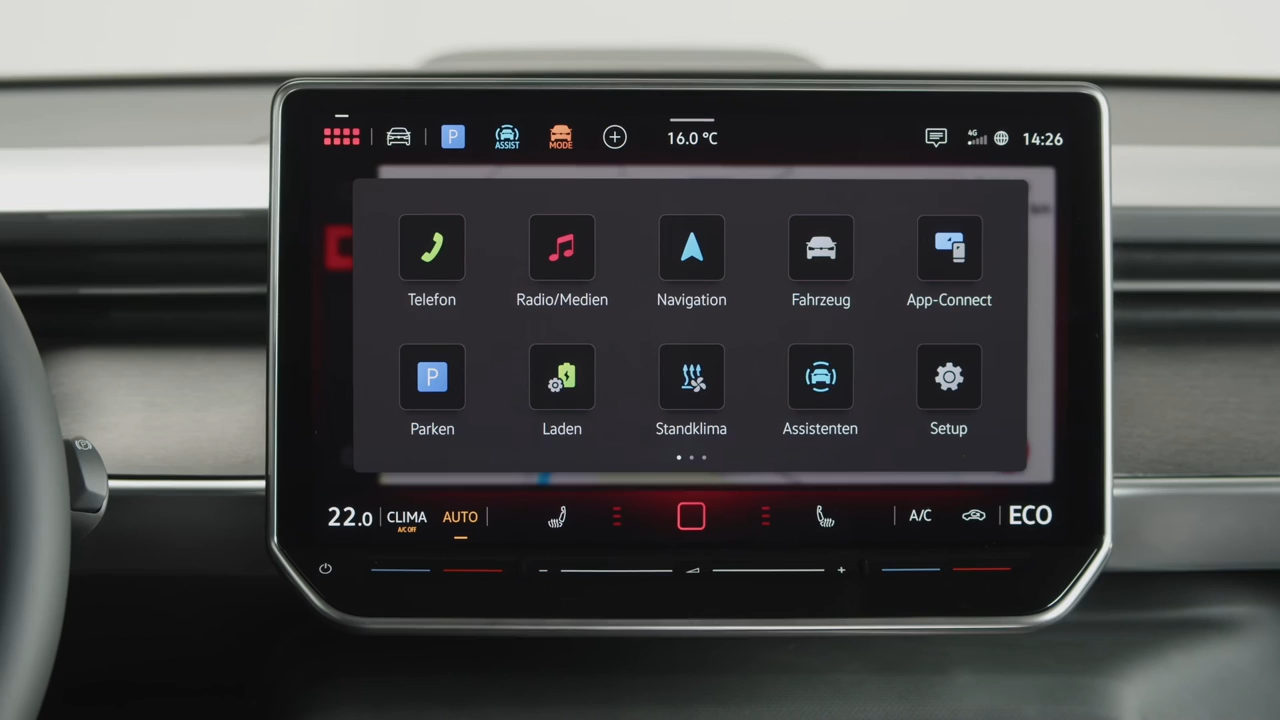 P ASSIST MODE 16.0 °C 4G 14:26
Telefon Radio/Medien Navigation Fahrzeug App-Connect
P
Parken Laden Standklima Assistenten Setup
22.0 CLIMA AUTO A/C ECO
A/C OFF
- +